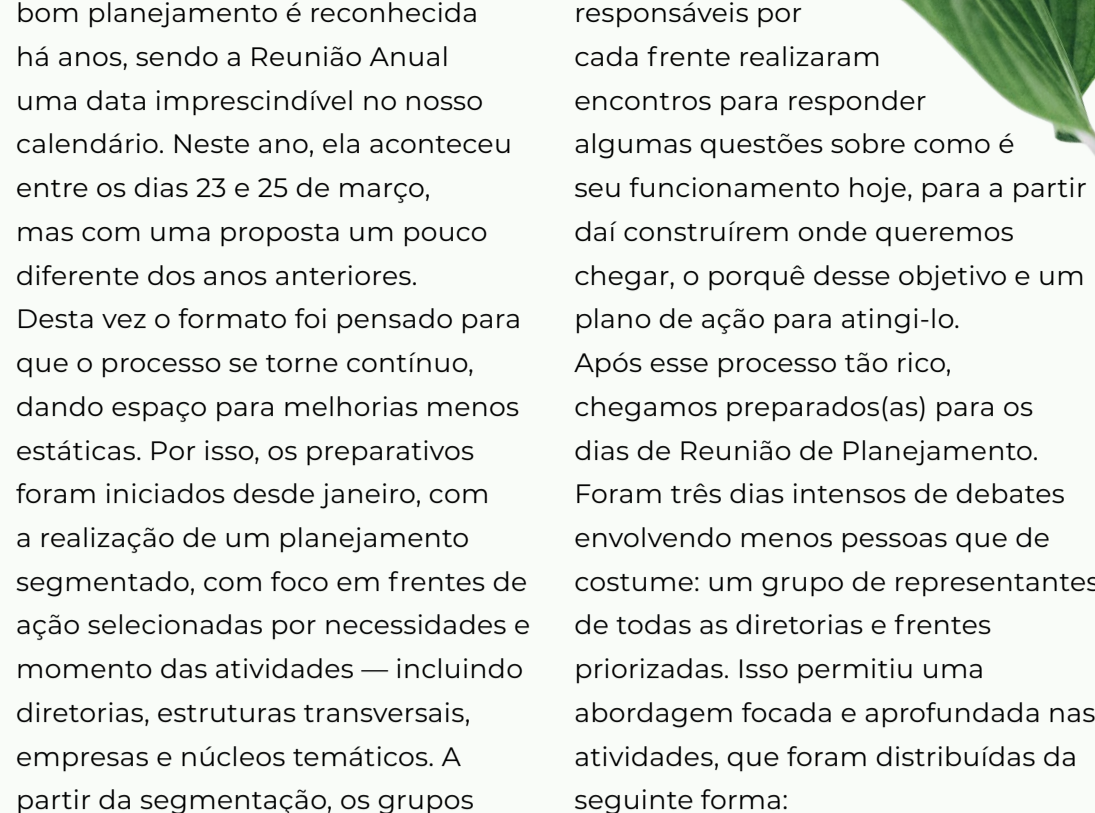 bom planejamento é reconhecida
há anos, sendo a Reunião Anual
uma data imprescindível no nosso
calendário. Neste ano, ela aconteceu
entre os dias 23 e 25 de março,
mas com uma proposta um pouco
diferente dos anos anteriores.
Desta vez o formato foi pensado para
que o processo se torne contínuo,
dando espaço para melhorias menos
estáticas. Por isso, os preparativos
foram iniciados desde janeiro, com
a realização de um planejamento
segmentado, com foco em frentes de
ação selecionadas por necessidades e
momento das atividades — incluindo
diretorias, estruturas transversais,
empresas e núcleos temáticos. A
partir da segmentação, os grupos
responsáveis por
cada frente realizaram
encontros para responder
algumas questões sobre como é
seu funcionamento hoje, para a partir
daí construírem onde queremos
chegar, o porquê desse objetivo e um
plano de ação para atingi-lo.
Após esse processo tão rico,
chegamos preparados(as) para os
dias de Reunião de Planejamento.
Foram três dias intensos de debates
envolvendo menos pessoas que de
costume: um grupo de representantes
de todas as diretorias e frentes
priorizadas. Isso permitiu uma
abordagem focada e aprofundada nas
atividades, que foram distribuídas da
seguinte forma: